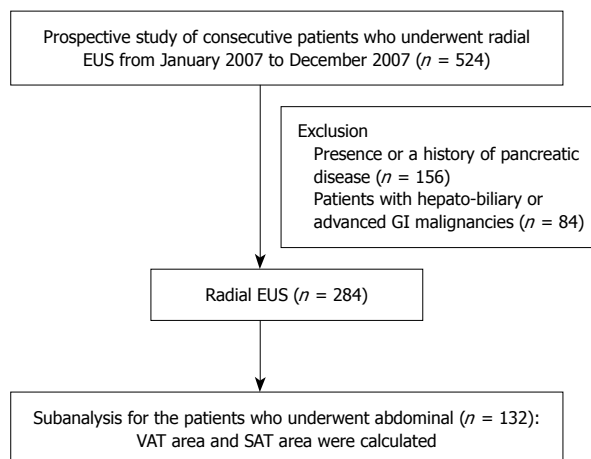 Prospective study of consecutive patients who underwent radial
EUS from January 2007 to December 2007 (n = 524)
Exclusion
Presence or a history of pancreatic
disease (n = 156)
Patients with hepato-biliary or
advanced GI malignancies (n = 84)
Radial EUS (n = 284)
Subanalysis for the patients who underwent abdominal (n = 132):
VAT area and SAT area were calculated